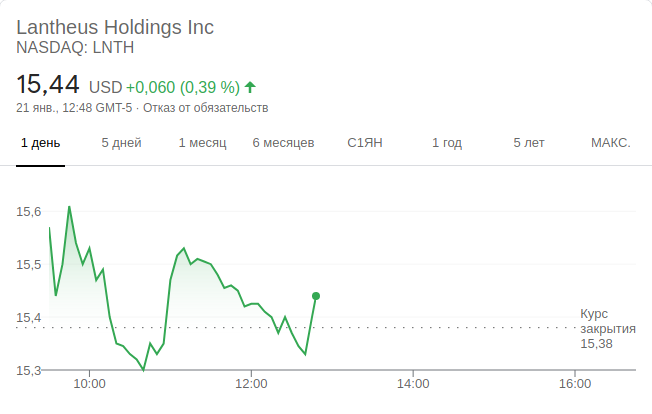 Lantheus Holdings Inc
NASDAQ: LNTH
15,44 USD +0,060 (0,39 %)
21 янв., 12:48 GMT-5 · Отказ от обязательств
1 день 5 дней 1 месяц 6 месяцев С1ЯН 1 год 5 лет МАКС.
15,6
15,5
15,4
15,3
Курс
закрытия
15,38
10:00 12:00 14:00 16:00